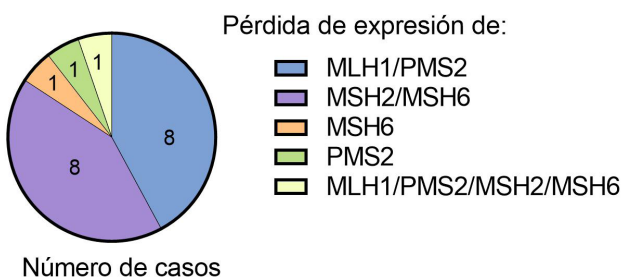 Pérdida de expresión de:
MLH1/PMS2
MSH2/MSH6
MSH6
PMS2
MLH1/PMS2/MSH2/MSH6
1
1
1
8
8
Número de casos